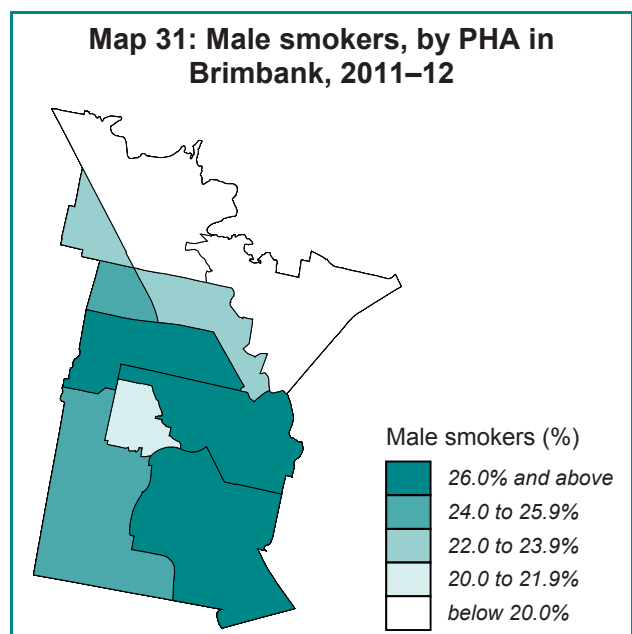 Map 31: Male smokers, by PHA in
Brimbank, 2011–12
Male smokers (%)
26.0% and above
24.0 to 25.9%
22.0 to 23.9%
20.0 to 21.9%
below 20.0%